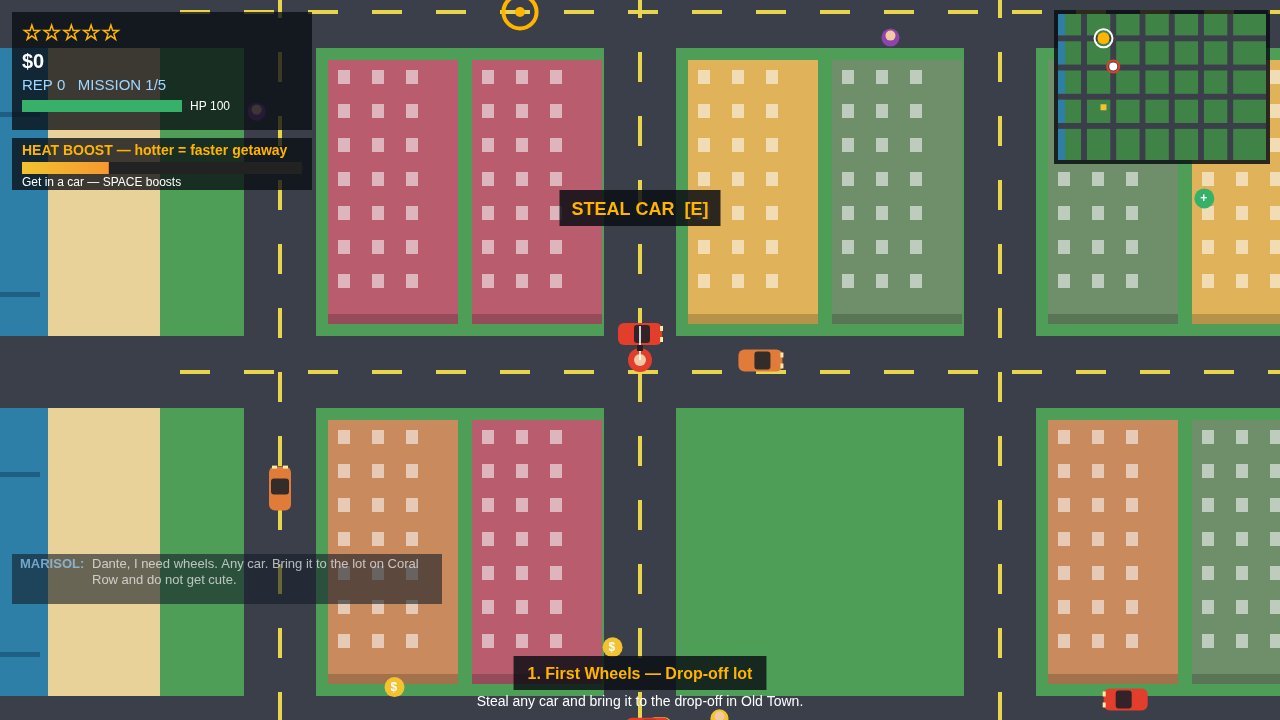 ☆☆☆☆☆
$0
REP 0 MISSION 1/5
HP 100
HEAT BOOST — hotter = faster getaway
Get in a car — SPACE boosts
STEAL CAR [E]
+
MARISOL: Dante, I need wheels. Any car. Bring it to the lot on Coral
Row and do not get cute.
$
$
1. First Wheels — Drop-off lot
Steal any car and bring it to the drop-off in Old Town.